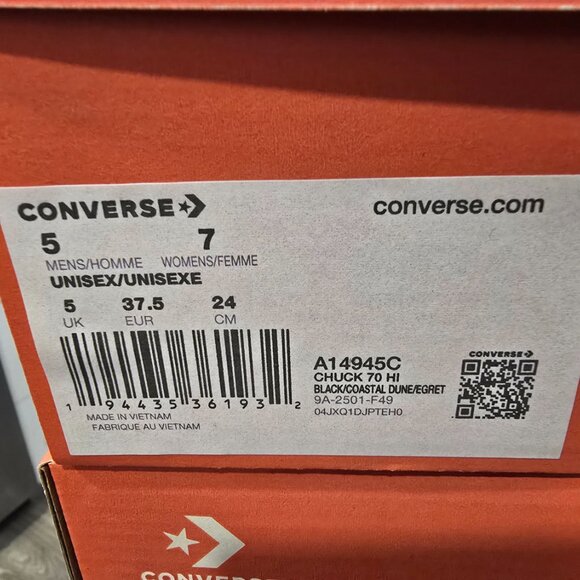 CONVERSE
converse.com
5 7
MENS/HOMME WOMENS/FEMME
UNISEX/UNISEXE
5 37.5 24
UK EUR CM
1 94435 36193 2
MADE IN VIETNAM
FABRIQUE AU VIETNAM
A14945C
CHUCK 70 HI
BLACK/COASTAL DUNE/EGRET
9A-2501-F49
04JXQ1DJPTEH0
CONVERSE
CONVERSE